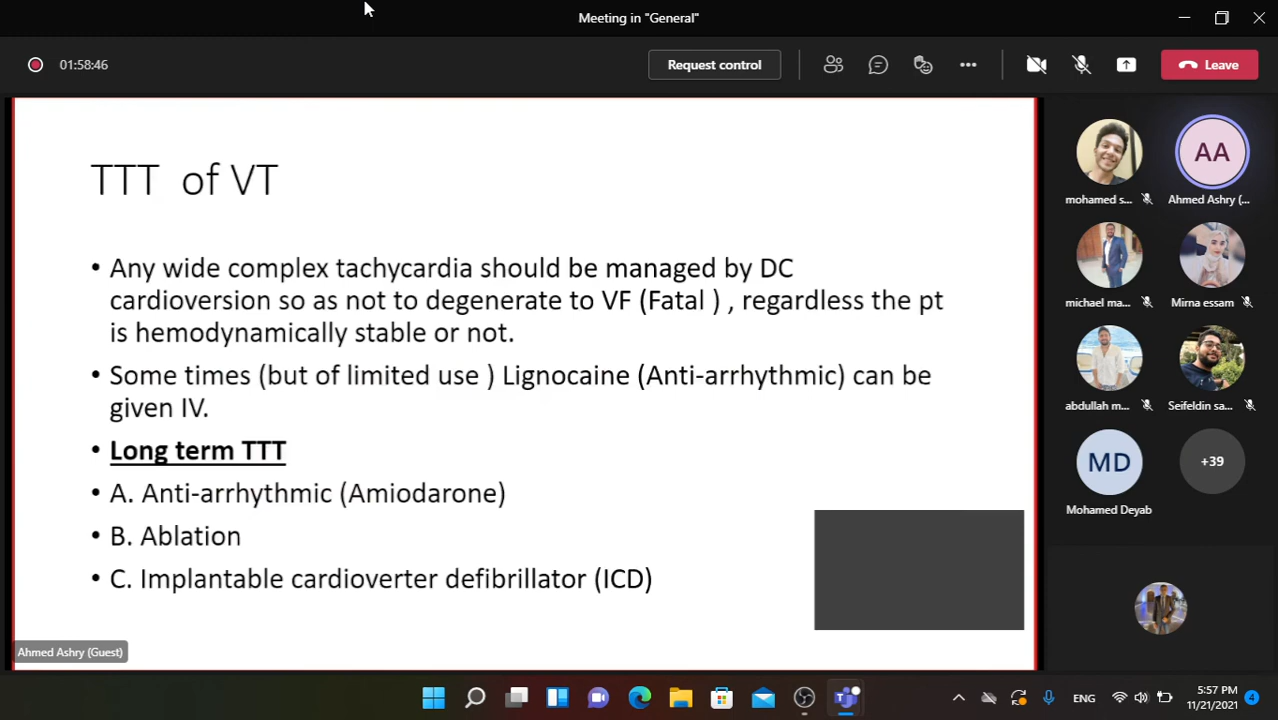 Meeting in "General"
01:58:46
Request control
Leave
TTT of VT
• Any wide complex tachycardia should be managed by DC
cardioversion so as not to degenerate to VF (Fatal ) , regardless the pt
is hemodynamically stable or not.
• Some times (but of limited use ) Lignocaine (Anti-arrhythmic) can be
given IV.
• Long term TTT
• A. Anti-arrhythmic (Amiodarone)
• B. Ablation
• C. Implantable cardioverter defibrillator (ICD)
Ahmed Ashry (Guest)
AA
mohamed s...
Ahmed Ashry (...
michael ma...
Mirna essam
abdullah m...
Seifeldin sa...
MD
+39
Mohamed Deyab
ENG
5:57 PM
11/21/2021
4